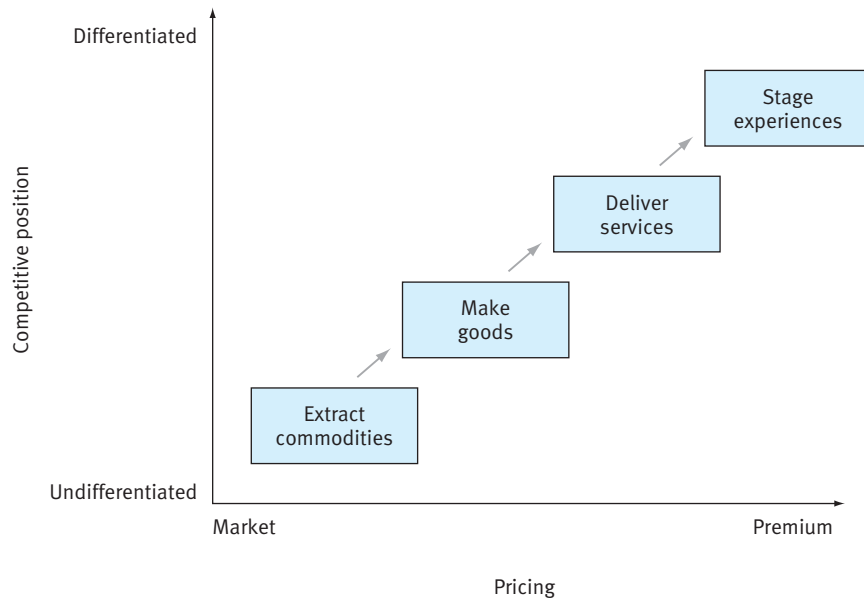 Differentiated
Stage
experiences
Deliver
services
Competitive position
Make
goods
Extract
commodities
Undifferentiated
Market
Premium
Pricing